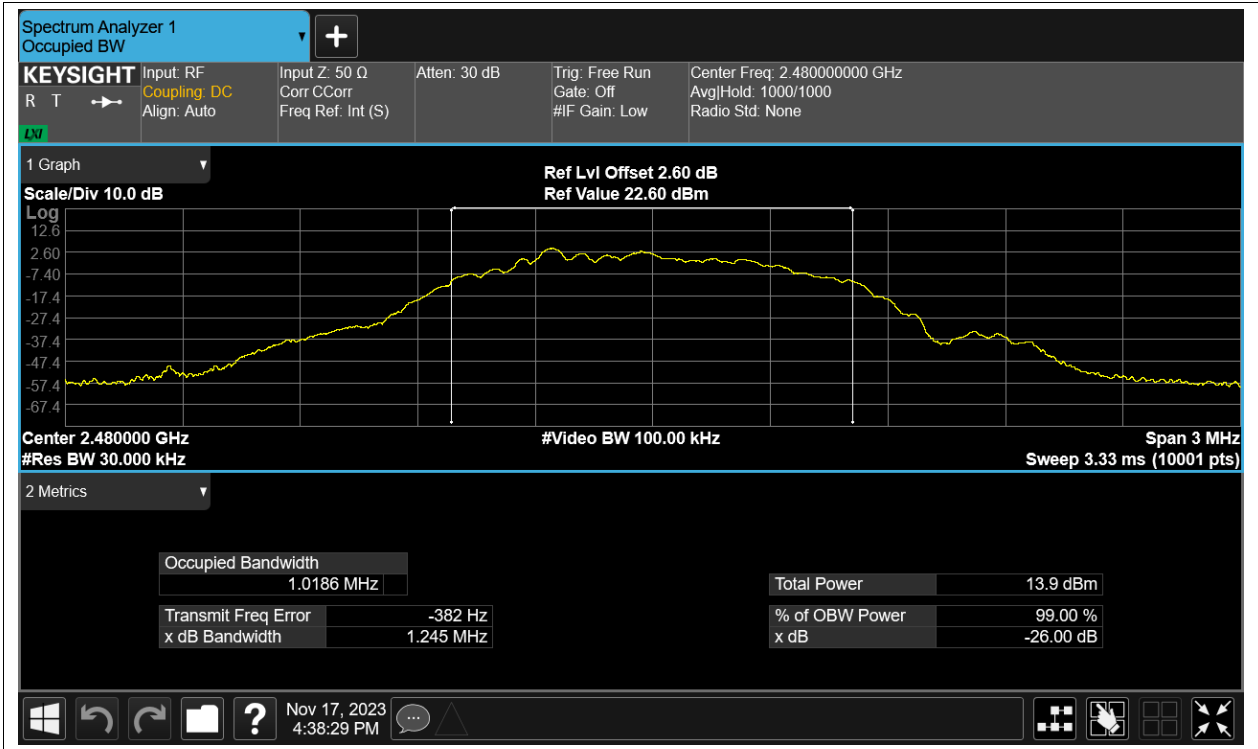 Spectrum Analyzer 1
Occupied BW
KEYSIGHT
R T
LXI
Input: RF
Coupling: DC
Align: Auto
Input Z: 50 Ω
Corr CCorr
Freq Ref: Int (S)
Atten: 30 dB
Trig: Free Run
Gate: Off
#IF Gain: Low
Center Freq: 2.480000000 GHz
Avg|Hold: 1000/1000
Radio Std: None
1 Graph
Scale/Div 10.0 dB
Ref Lvl Offset 2.60 dB
Ref Value 22.60 dBm
Log
12.6
2.60
-7.40
-17.4
-27.4
-37.4
-47.4
-57.4
-67.4
Center 2.480000 GHz
#Res BW 30.000 kHz
#Video BW 100.00 kHz
Span 3 MHz
Sweep 3.33 ms (10001 pts)
2 Metrics
Occupied Bandwidth
1.0186 MHz
Transmit Freq Error -382 Hz
x dB Bandwidth 1.245 MHz
Total Power 13.9 dBm
% of OBW Power 99.00 %
x dB -26.00 dB
?
Nov 17, 2023
4:38:29 PM